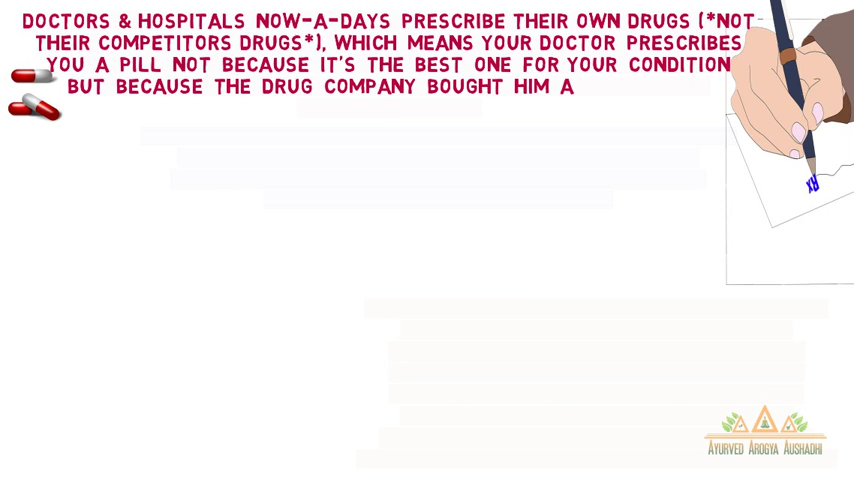 DOCTORS & HOSPITALS NOW-A-DAYS PRESCRIBE THEIR OWN DRUGS (*NOT
THEIR COMPETITORS DRUGS*), WHICH MEANS YOUR DOCTOR PRESCRIBES
YOU A PILL NOT BECAUSE IT'S THE BEST ONE FOR YOUR CONDITION
BUT BECAUSE THE DRUG COMPANY BOUGHT HIM A
Rx
AYURVED AROGYA AUSHADHI